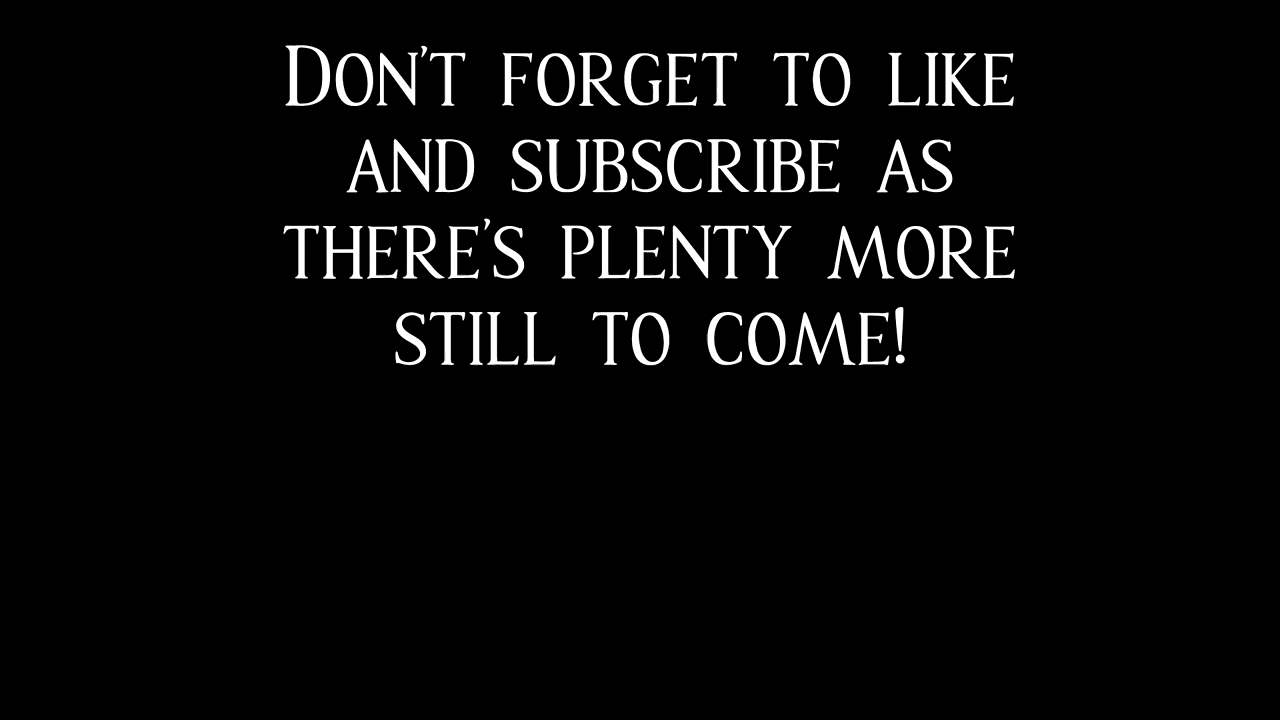 Don't forget to like
and subscribe as
there's plenty more
still to come!